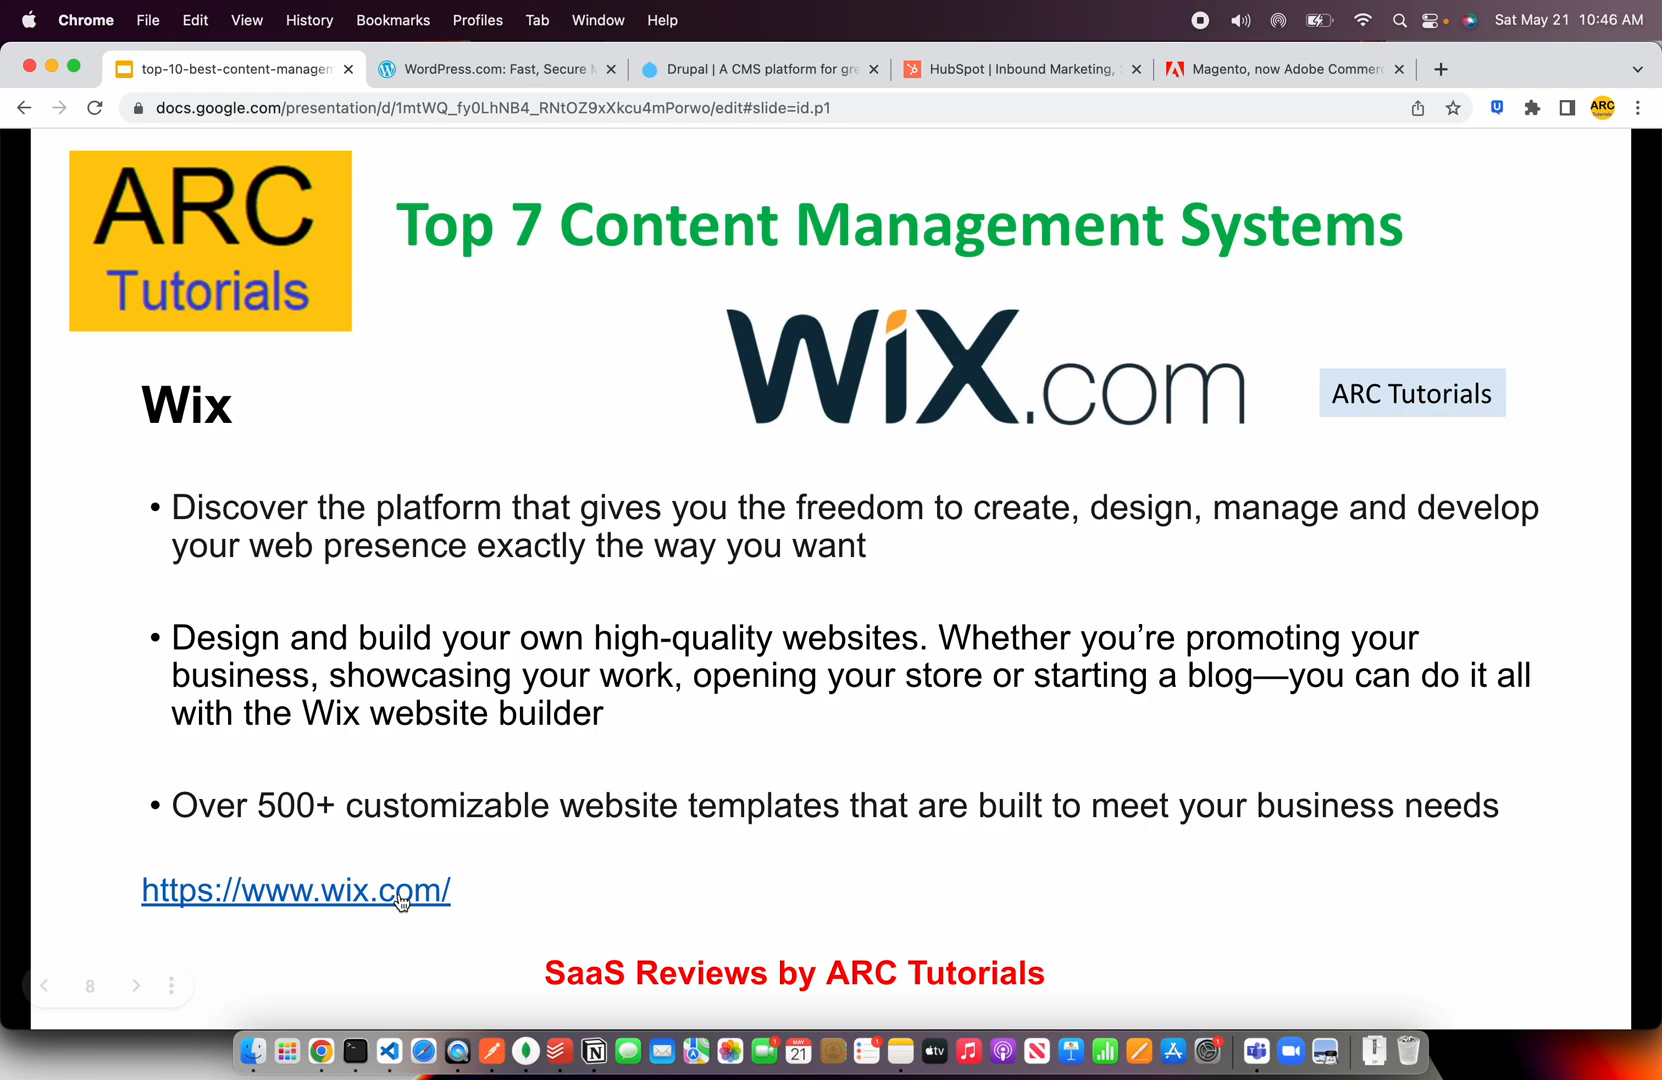 Chrome File Edit View History Bookmarks Profiles Tab Window Help Sat May 21 10:46 AM
top-10-best-content-managem WordPress.com: Fast, Secure Drupal | A CMS platform for gre HubSpot | Inbound Marketing, Magento, now Adobe Commerc
docs.google.com/presentation/d/1mtWQ_fy0LhNB4_RNtOZ9xXkcu4mPorwo/edit#slide=id.p1
ARC
Tutorials
Top 7 Content Management Systems
WiX.com
Wix
ARC Tutorials
• Discover the platform that gives you the freedom to create, design, manage and develop
your web presence exactly the way you want
• Design and build your own high-quality websites. Whether you’re promoting your
business, showcasing your work, opening your store or starting a blog—you can do it all
with the Wix website builder
• Over 500+ customizable website templates that are built to meet your business needs
https://www.wix.com/
SaaS Reviews by ARC Tutorials
8